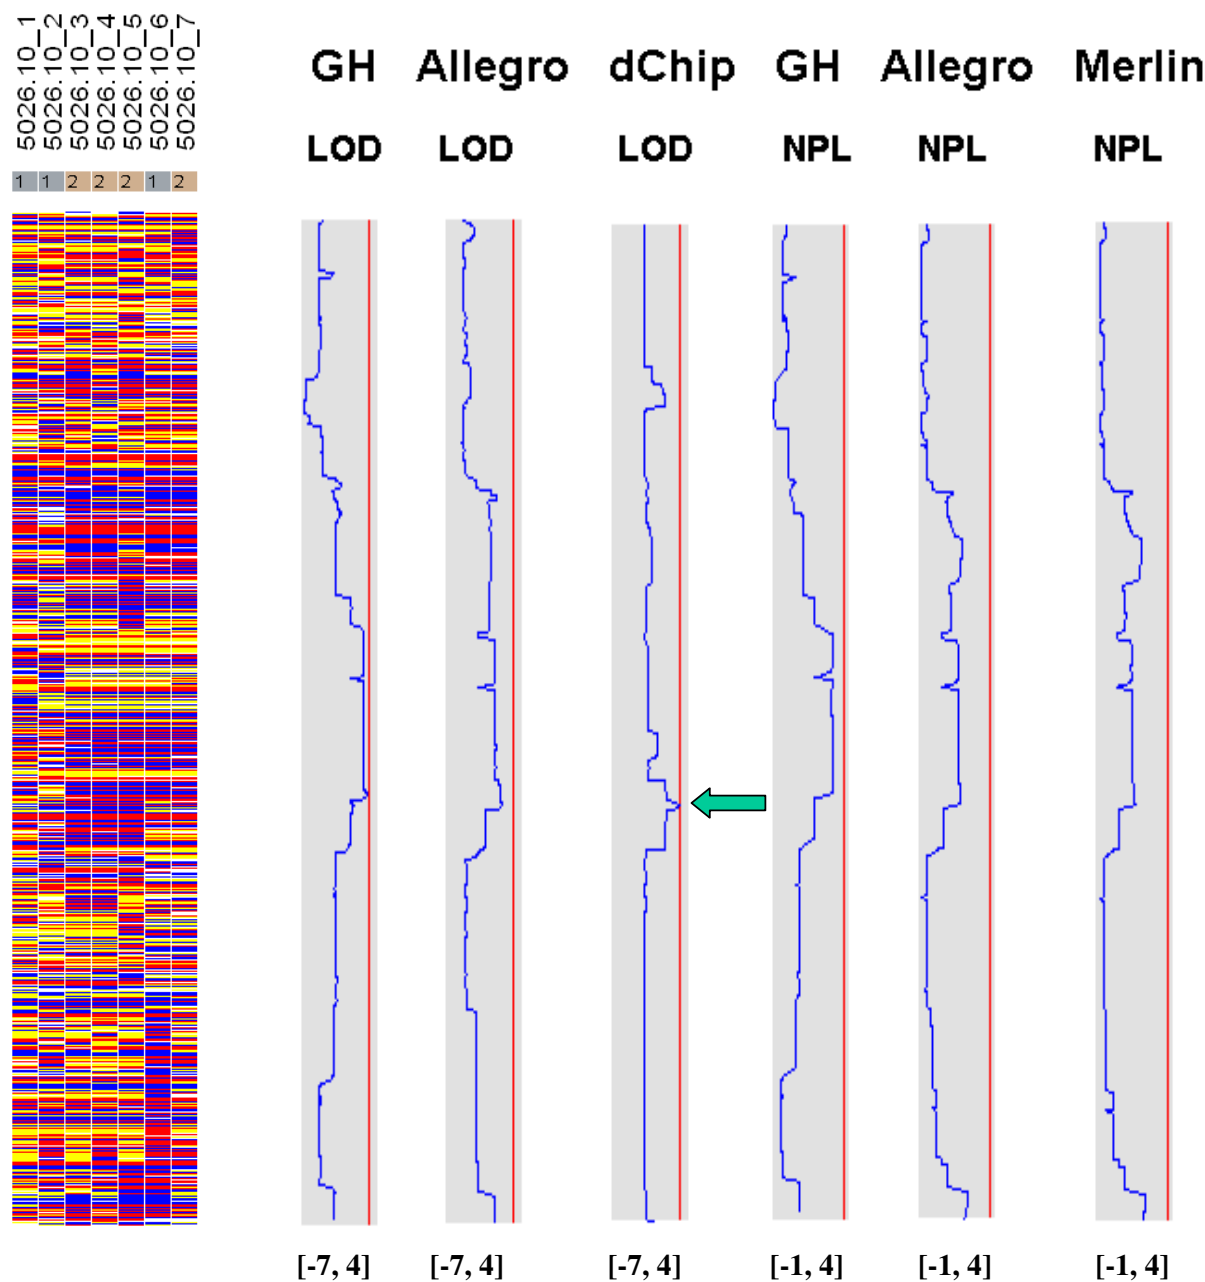 5026.10_1
5026.10_2
5026.10_3
5026.10_4
5026.10_5
5026.10_6
5026.10_7
GH Allegro dChip GH Allegro Merlin
LOD LOD LOD NPL NPL NPL
1 1 2 2 2 1 2
[-7, 4] [-7, 4] [-7, 4] [-1, 4] [-1, 4] [-1, 4]